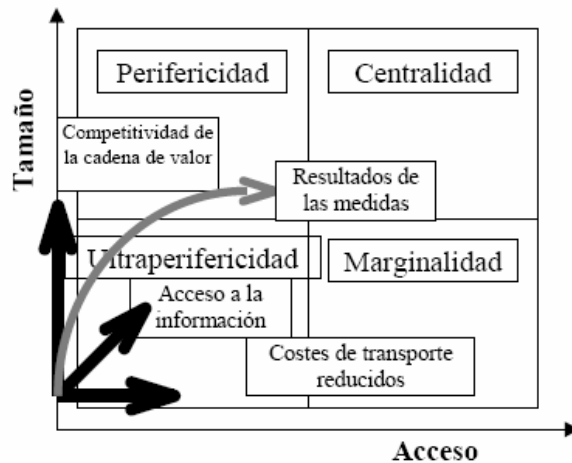 Perifericidad
Centralidad
Tamaño
Competitividad de
la cadena de valor
Resultados de
las medidas
Ultraperifericidad
Marginalidad
Acceso a la
información
Costes de transporte
reducidos
Acceso